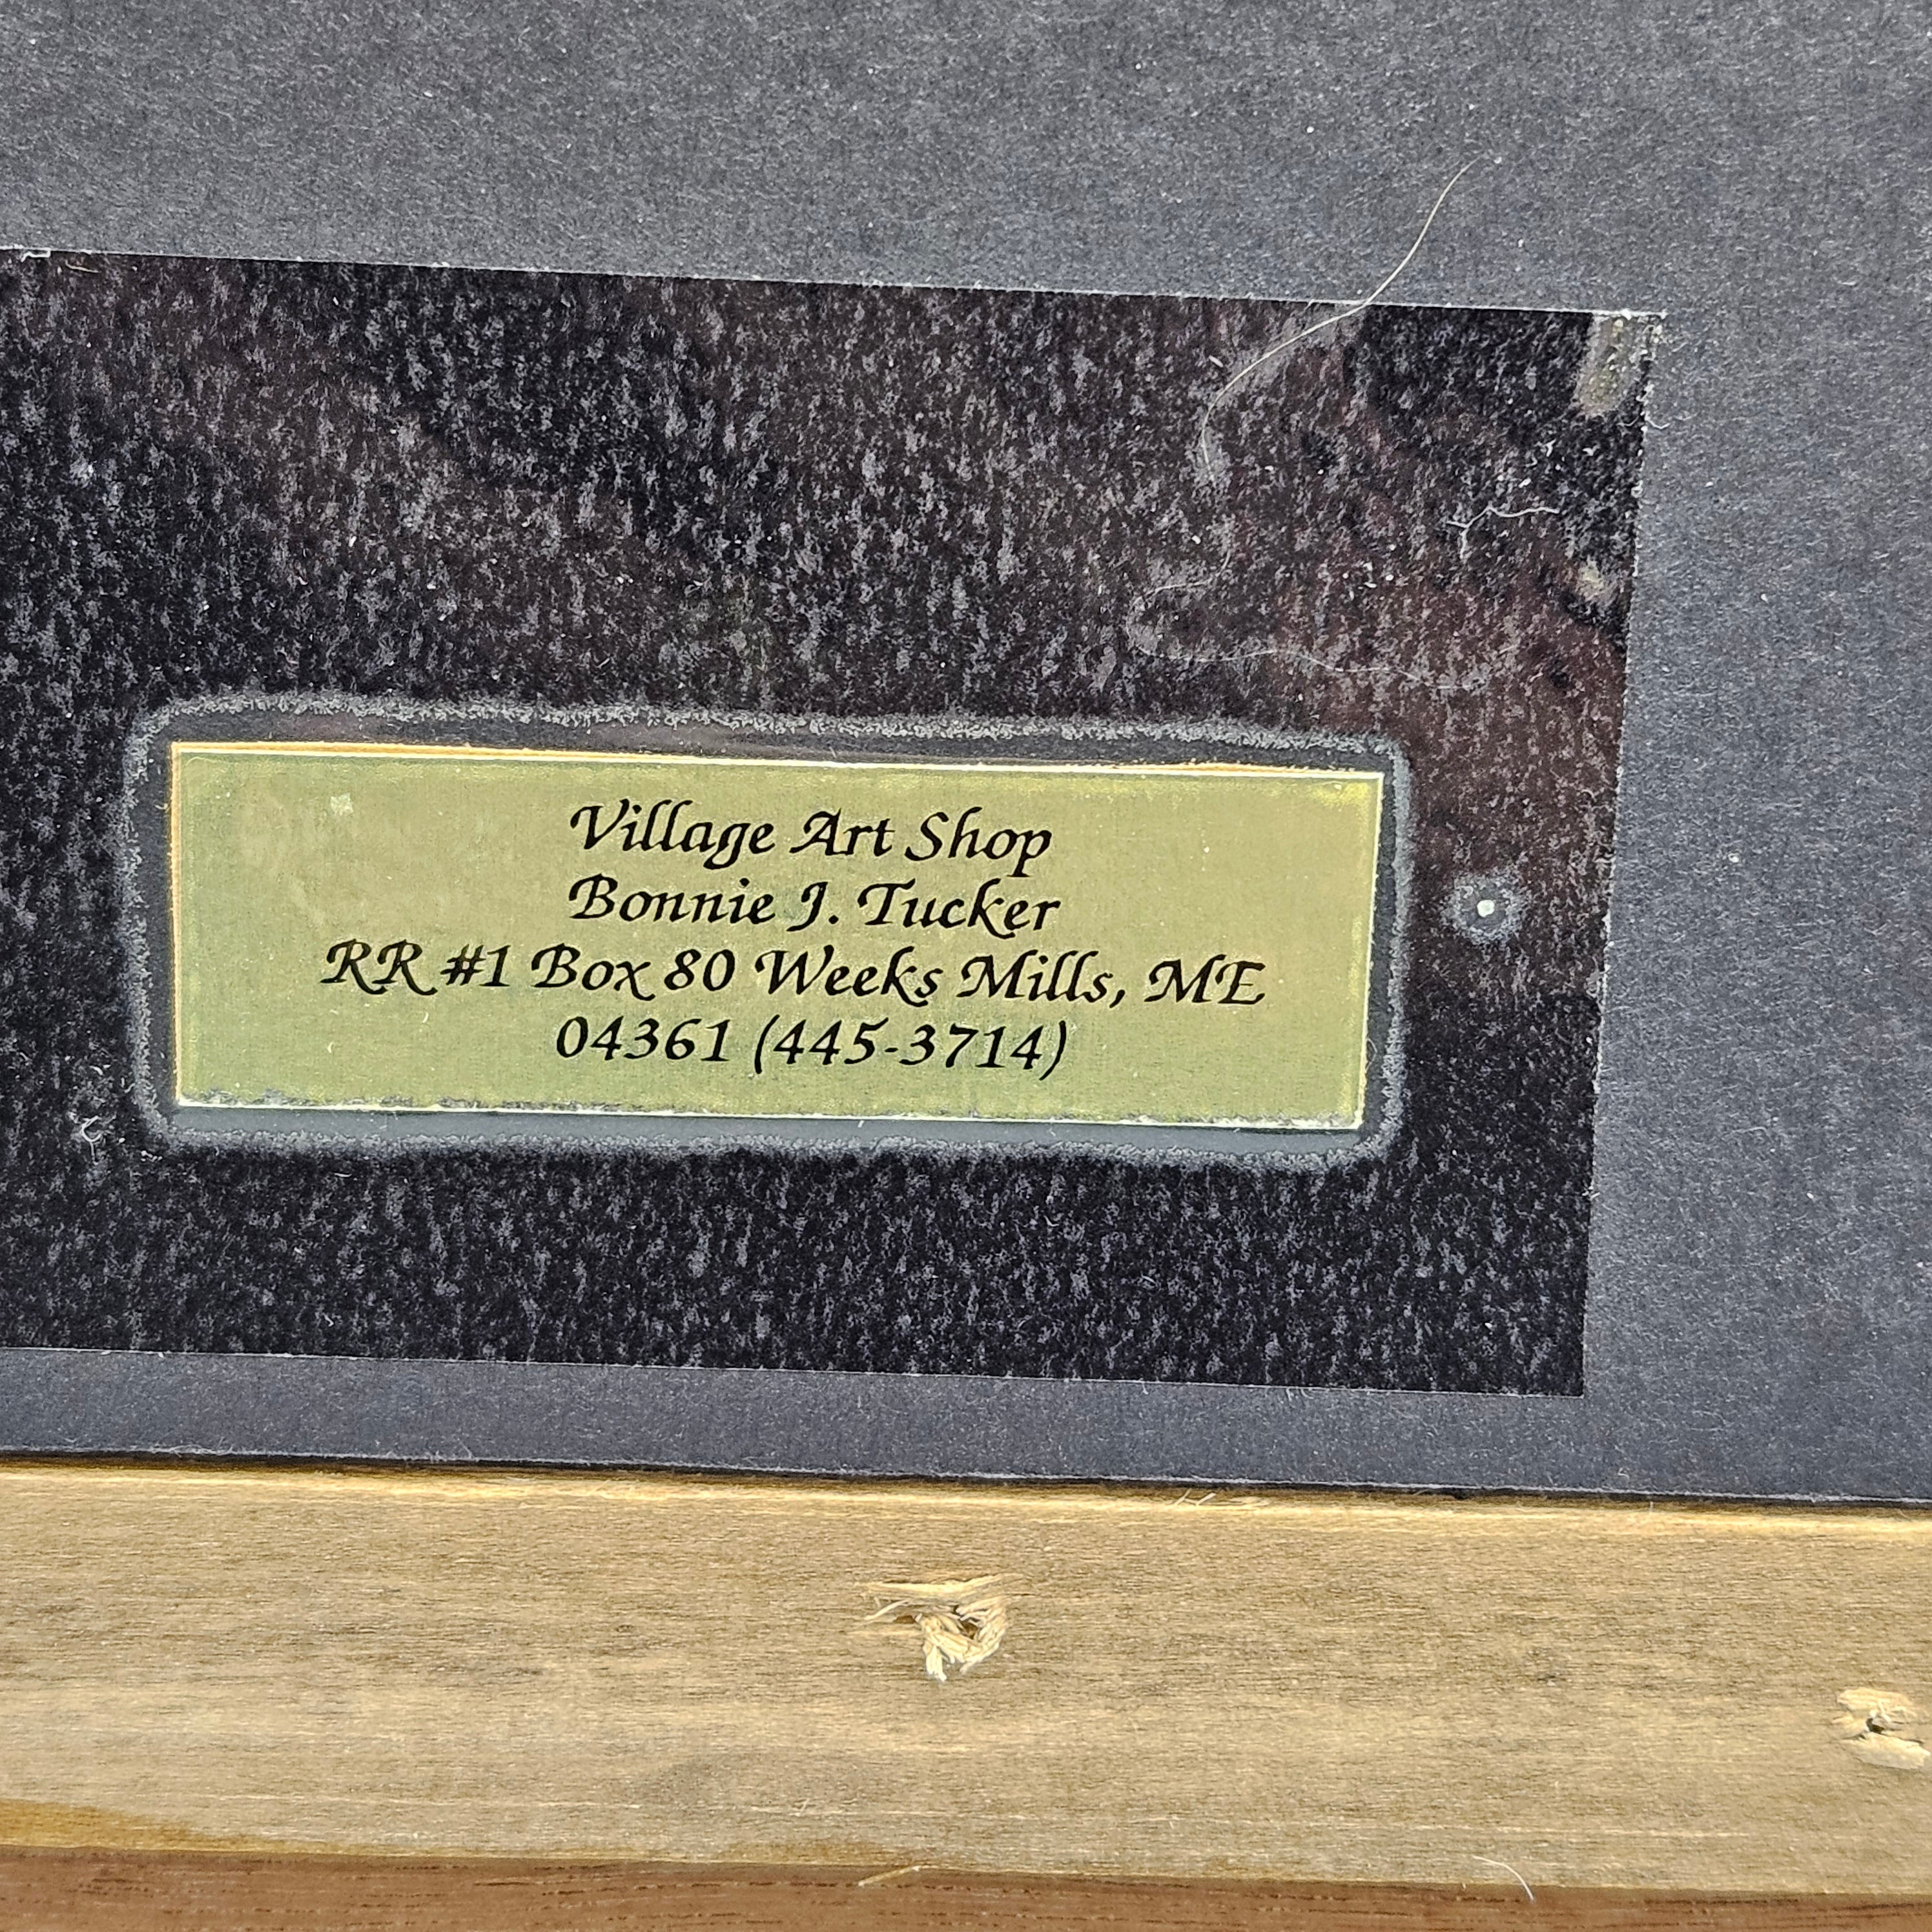 Village Art Shop
Bonnie J. Tucker
RR #1 Box 80 Weeks Mills, ME
04361 (445-3714)